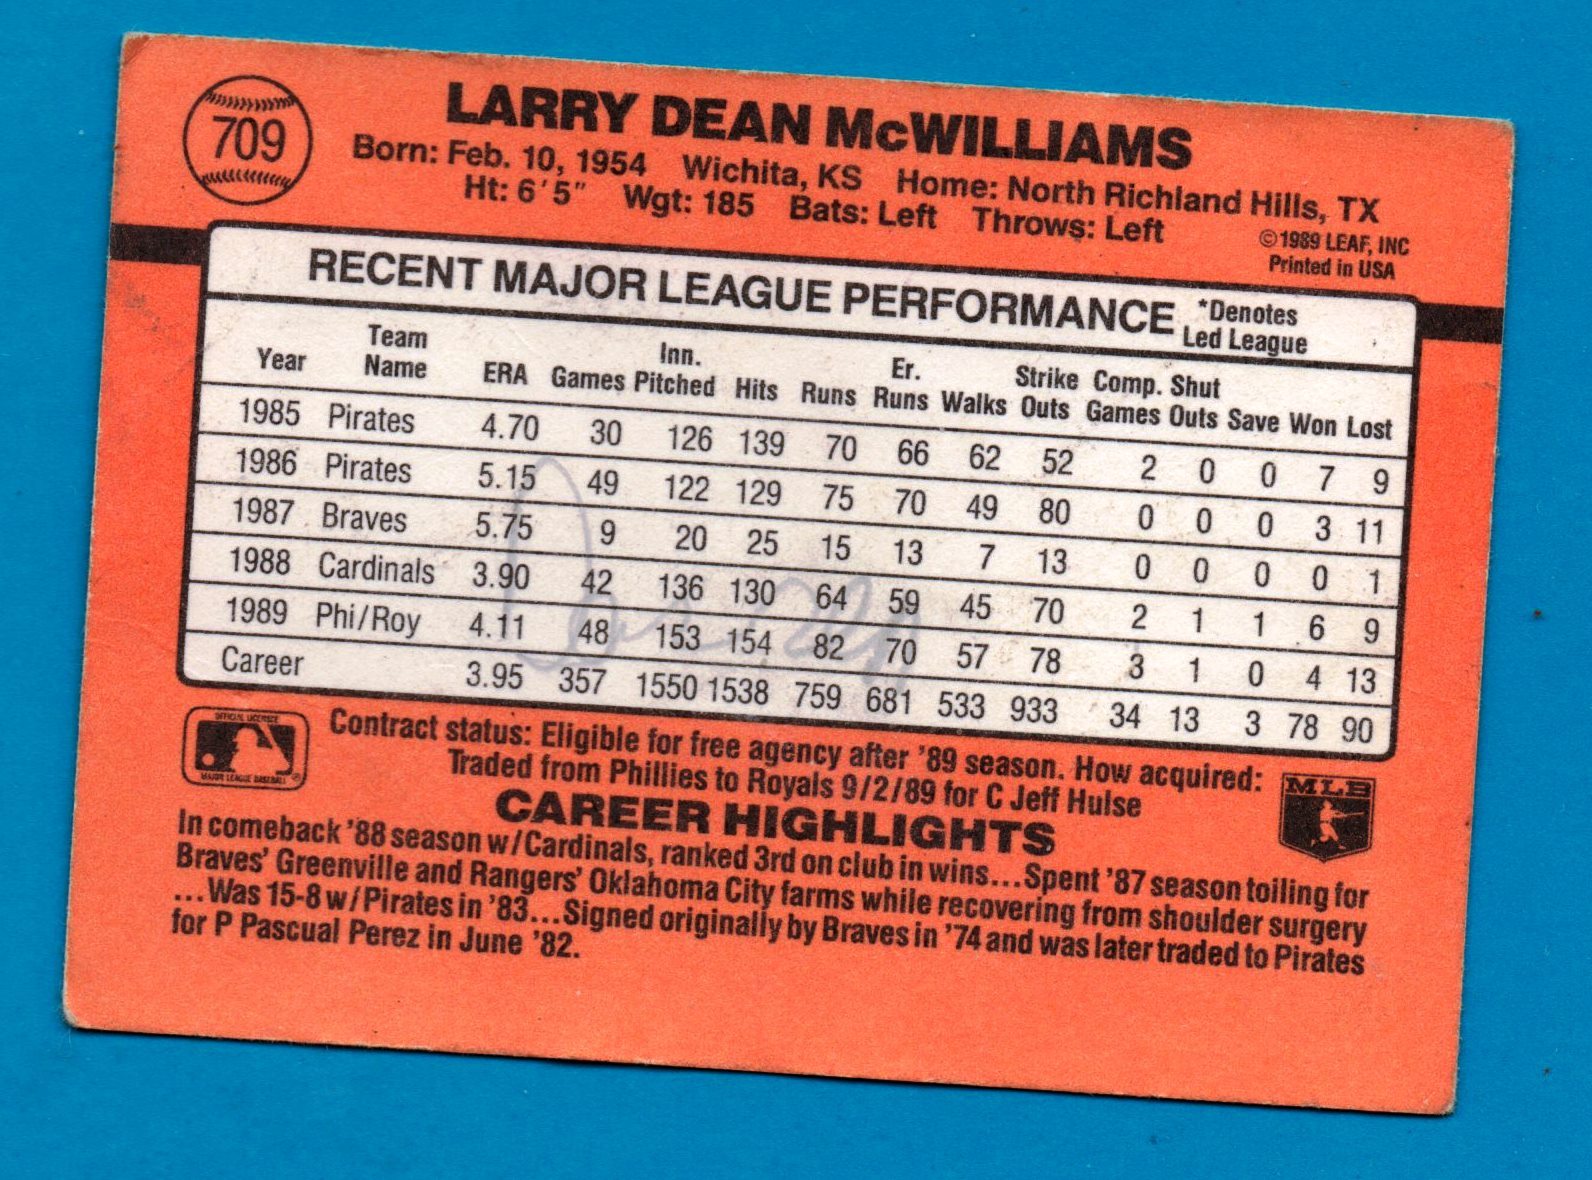 709
LARRY DEAN McWILLIAMS
Born: Feb. 10, 1954 Wichita, KS Home: North Richland Hills, TX
Ht: 6'5" Wgt: 185 Bats: Left Throws: Left
©1989 LEAF, INC
Printed in USA
RECENT MAJOR LEAGUE PERFORMANCE *Denotes Led League
Year Team Name ERA Games Inn. Pitched Hits Runs Er. Runs Walks Strike Outs Comp. Games Shut Outs Save Won Lost
1985 Pirates 4.70 30 126 139 70 66 62 52 2 0 0 7 9
1986 Pirates 5.15 49 122 129 75 70 49 80 0 0 0 3 11
1987 Braves 5.75 9 20 25 15 13 7 13 0 0 0 0 1
1988 Cardinals 3.90 42 136 130 64 59 45 70 2 1 1 6 9
1989 Phi/Roy 4.11 48 153 154 82 70 57 78 3 1 0 4 13
Career 3.95 357 1550 1538 759 681 533 933 34 13 3 78 90
OFFICIAL LICENSEE
MAJOR LEAGUE BASEBALL ®
Contract status: Eligible for free agency after '89 season. How acquired:
Traded from Phillies to Royals 9/2/89 for C Jeff Hulse
MLB
CAREER HIGHLIGHTS
In comeback '88 season w/Cardinals, ranked 3rd on club in wins...Spent '87 season toiling for
Braves' Greenville and Rangers' Oklahoma City farms while recovering from shoulder surgery
...Was 15-8 w/Pirates in '83...Signed originally by Braves in '74 and was later traded to Pirates
for P Pascual Perez in June '82.